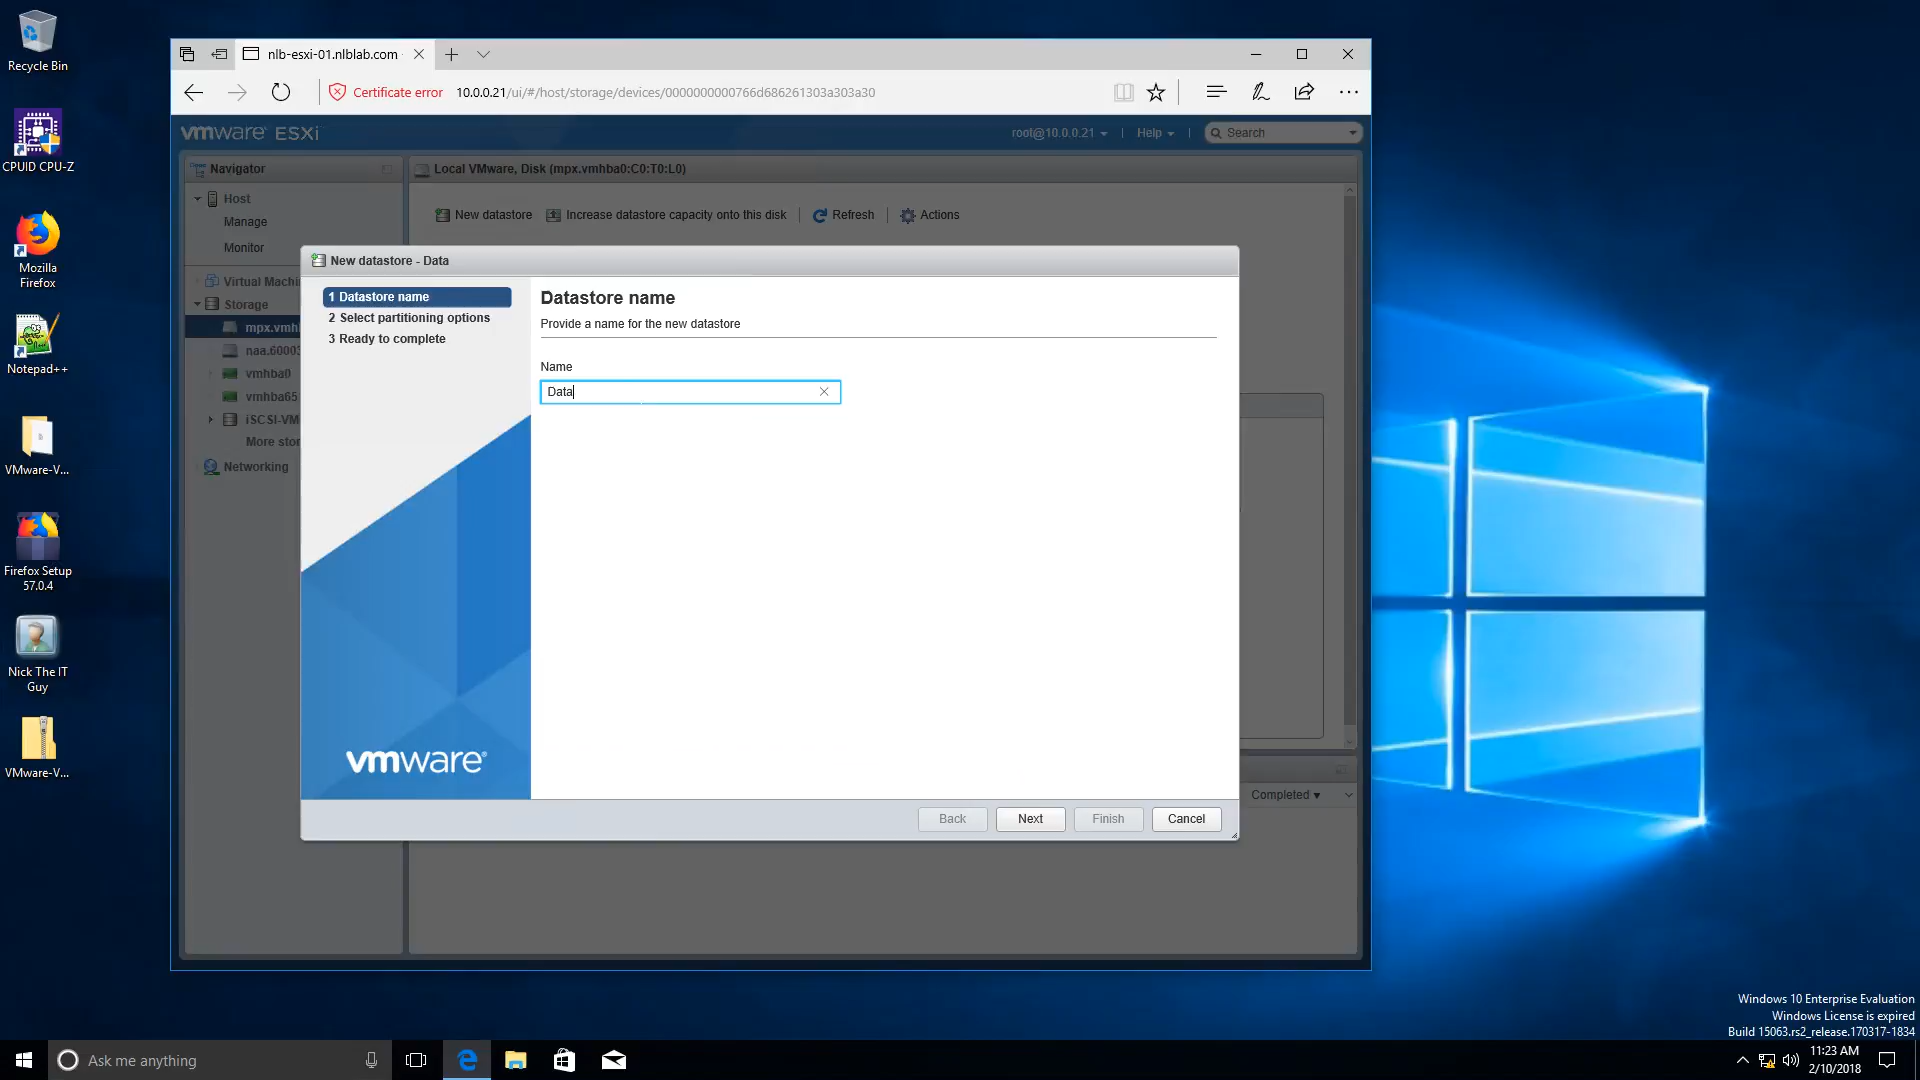 Recycle Bin
CPUID CPU-Z
Mozilla
Firefox
Notepad++
VMware-V...
Firefox Setup
57.0.4
Nick The IT
Guy
VMware-V...
nlb-esxi-01.nlblab.com
Certificate error
10.0.0.21/ui/#/host/storage/devices/0000000000766d686261303a303a30
vmware ESXi
root@10.0.0.21
Help
Search
Navigator
Host
Manage
Monitor
Virtual Machi
Storage
mpx.vmh
naa.6000
vmhba0
vmhba65
iSCSI-VM
More stor
Networking
Local VMware, Disk (mpx.vmhba0:C0:T0:L0)
New datastore
Increase datastore capacity onto this disk
Refresh
Actions
New datastore - Data
1 Datastore name
2 Select partitioning options
3 Ready to complete
vmware®
Datastore name
Provide a name for the new datastore
Name
Data
Back
Next
Finish
Cancel
Completed
Windows 10 Enterprise Evaluation
Windows License is expired
Build 15063.rs2_release.170317-1834
Ask me anything
11:23 AM
2/10/2018